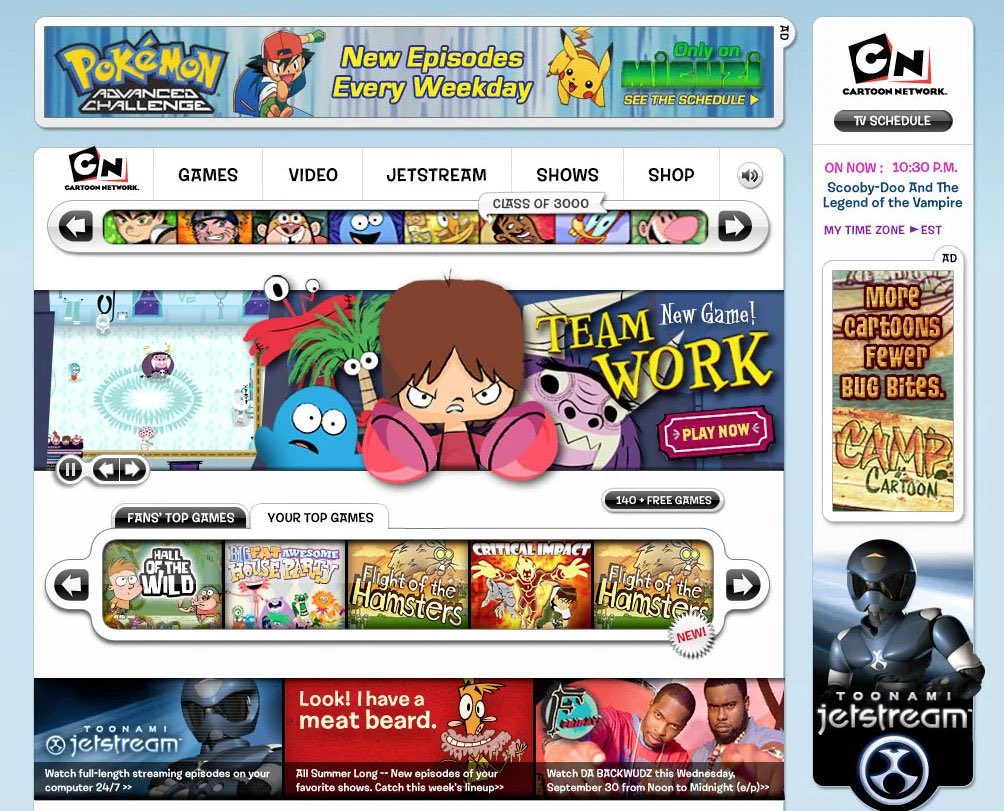 POKéMON
ADVANCED
CHALLENGE
New Episodes
Every Weekday
Only on
MIGUZI
SEE THE SCHEDULE
AD
CN
CARTOON NETWORK.
TV SCHEDULE
ON NOW : 10:30 P.M.
Scooby-Doo And The
Legend of the Vampire
MY TIME ZONE EST
AD
More
Cartoons
Fewer
Bug Bites.
CAMP
CARTOON
TOONAMI
jetstream
CN
CARTOON NETWORK.
GAMES
VIDEO
JETSTREAM
SHOWS
SHOP
CLASS OF 3000
New Game!
TEAM
WORK
PLAY NOW
140 + FREE GAMES
FANS' TOP GAMES
YOUR TOP GAMES
HALL
OF THE
WILD
BIG FAT AWESOME
HOUSE PARTY
Flight of the
Hamsters
CRITICAL IMPACT
Flight of the
Hamsters
NEW!
TOONAMI
jetstream
Watch full-length streaming episodes on your
computer 24/7 >>
Look! I have a
meat beard.
All Summer Long -- New episodes of your
favorite shows. Catch this week's lineup>>
Watch DA BACKWUDZ this Wednesday,
September 30 from Noon to Midnight (e/p)>>